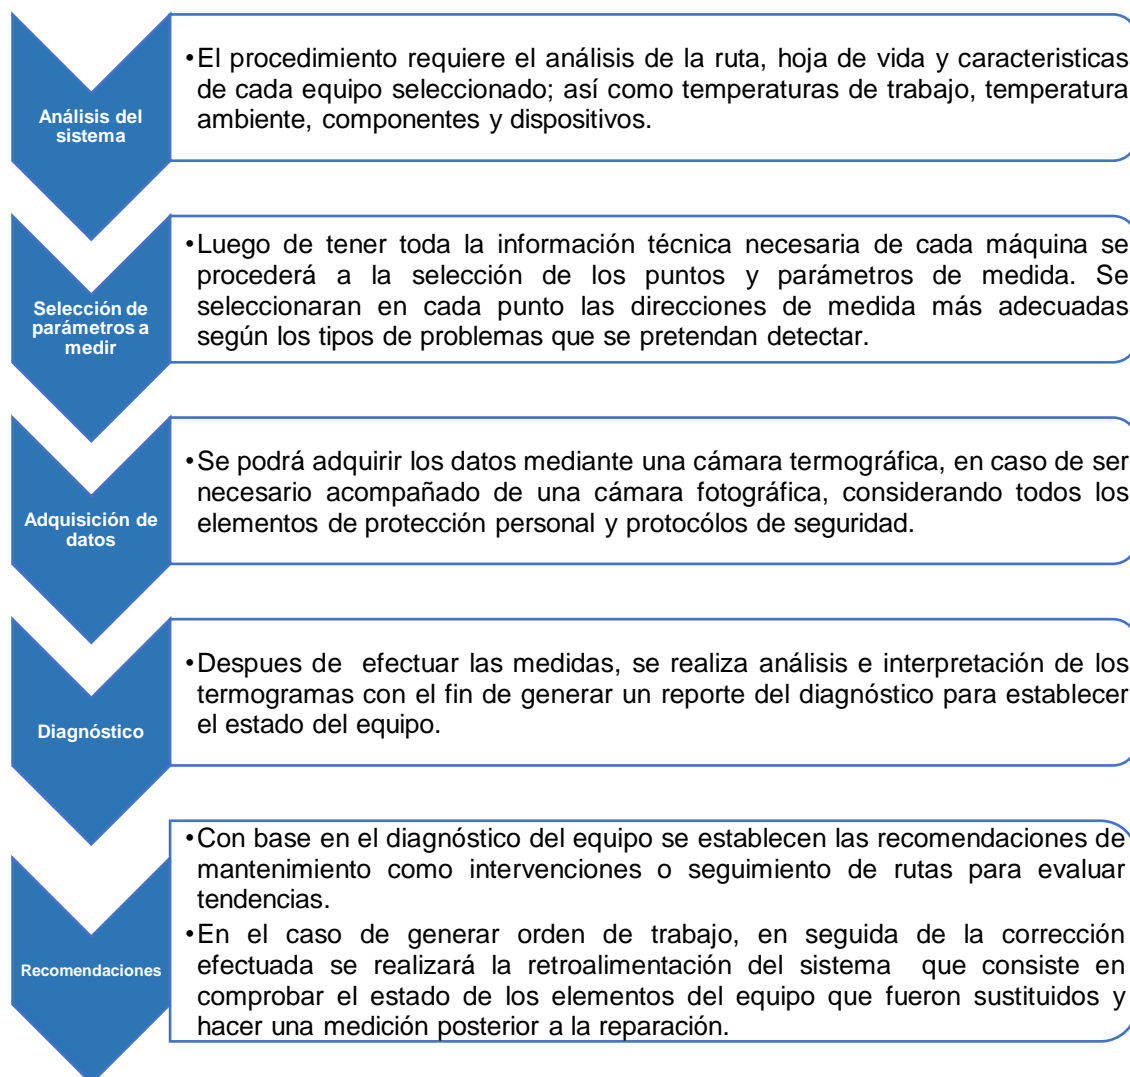 Análisis del
sistema
•El procedimiento requiere el análisis de la ruta, hoja de vida y caracteristicas
de cada equipo seleccionado; así como temperaturas de trabajo, temperatura
ambiente, componentes y dispositivos.
Selección de
parámetros a
medir
•Luego de tener toda la información técnica necesaria de cada máquina se
procederá a la selección de los puntos y parámetros de medida. Se
seleccionaran en cada punto las direcciones de medida más adecuadas
según los tipos de problemas que se pretendan detectar.
Adquisición de
datos
•Se podrá adquirir los datos mediante una cámara termográfica, en caso de ser
necesario acompañado de una cámara fotográfica, considerando todos los
elementos de protección personal y protocólos de seguridad.
Diagnóstico
•Despues de  efectuar las medidas, se realiza análisis e interpretación de los
termogramas con el fin de generar un reporte del diagnóstico para establecer
el estado del equipo.
Recomendaciones
•Con base en el diagnóstico del equipo se establecen las recomendaciones de
mantenimiento como intervenciones o seguimiento de rutas para evaluar
tendencias.
•En el caso de generar orden de trabajo, en seguida de la corrección
efectuada se realizará la retroalimentación del sistema  que consiste en
comprobar el estado de los elementos del equipo que fueron sustituidos y
hacer una medición posterior a la reparación.